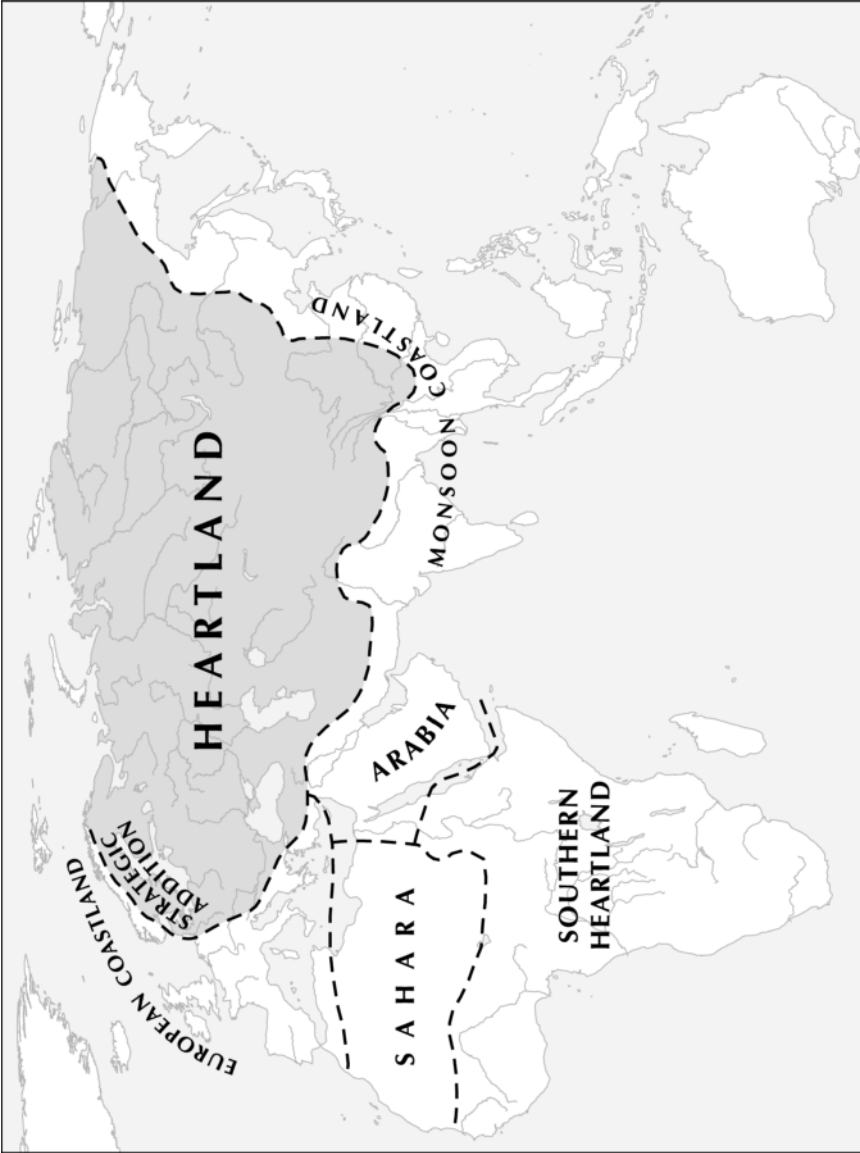 HEARTLAND
STRATEGIC
ADDITION
EUROPEAN COASTLAND
MONSOON COASTLAND
ARABIA
SAHARA
SOUTHERN
HEARTLAND